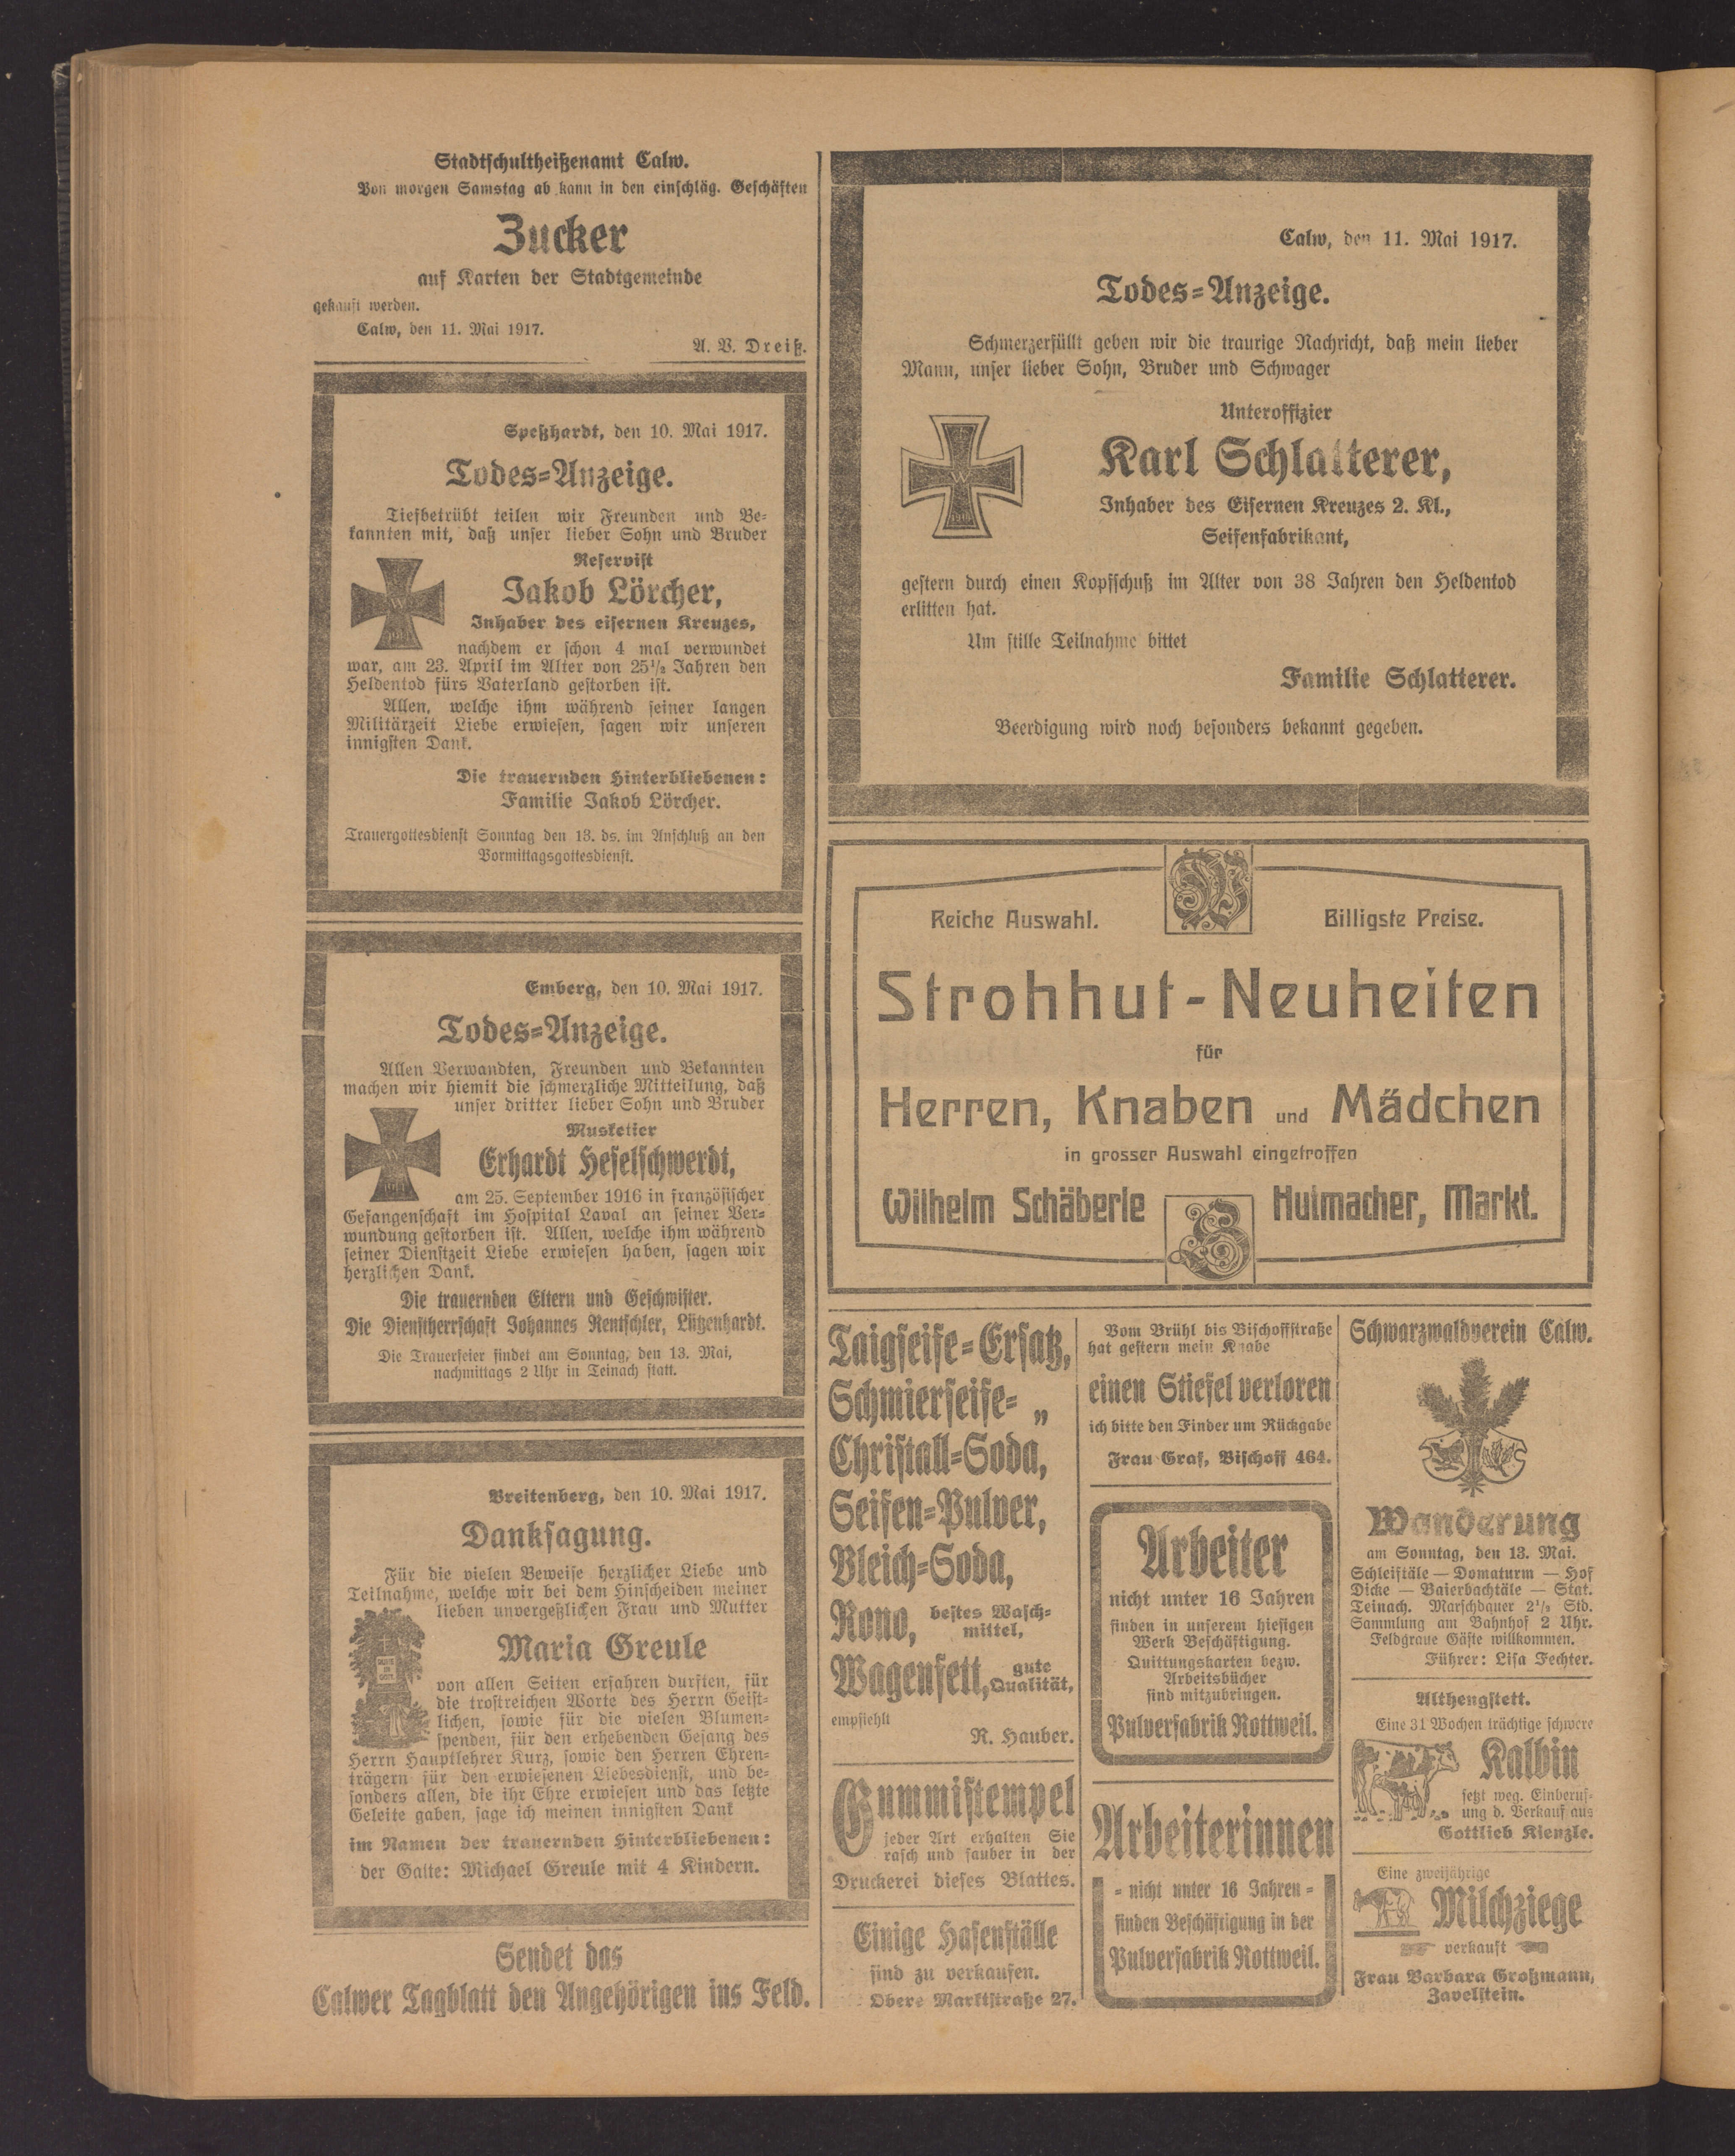 Stadtschultheißenamt Calw.
Von morgen Samstag ab kann in den einschläg. Geschäften
Zucker
auf Karten der Stadtgemeinde
gekauft werden.
Calw, den 11. Mai 1917.
A. V. Dreiß.
Speßhardt, den 10. Mai 1917.
Todes=Anzeige.
Tiefbetrübt teilen wir Freunden und Be=
kannten mit, daß unser lieber Sohn und Bruder
Reservist
Jakob Lörcher,
Inhaber des eisernen Kreuzes,
nachdem er schon 4 mal verwundet
war, am 23. April im Alter von 25½ Jahren den
Heldentod fürs Vaterland gestorben ist.
Allen, welche ihm während seiner langen
Militärzeit Liebe erwiesen, sagen wir unseren
innigsten Dank.
Die trauernden Hinterbliebenen:
Familie Jakob Lörcher.
Trauergottesdienst Sonntag den 13. ds. im Anschluß an den
Vormittagsgottesdienst.
Emberg, den 10. Mai 1917.
Todes=Anzeige.
Allen Verwandten, Freunden und Bekannten
machen wir hiemit die schmerzliche Mitteilung, daß
unser dritter lieber Sohn und Bruder
Musketier
Erhardt Heselschwerdt,
am 25. September 1916 in französischer
Gefangenschaft im Hospital Laval an seiner Ver=
wundung gestorben ist. Allen, welche ihm während
seiner Dienstzeit Liebe erwiesen haben, sagen wir
herzlichen Dank.
Die trauernden Eltern und Geschwister.
Die Dienstherrschaft Johannes Rentschler, Lützenhardt.
Die Trauerfeier findet am Sonntag, den 13. Mai,
nachmittags 2 Uhr in Teinach statt.
Breitenberg, den 10. Mai 1917.
Danksagung.
Für die vielen Beweise herzlicher Liebe und
Teilnahme, welche wir bei dem Hinscheiden meiner
lieben unvergeßlichen Frau und Mutter
Maria Greule
von allen Seiten erfahren durften, für
die trostreichen Worte des Herrn Geist=
lichen, sowie für die vielen Blumen=
spenden, für den erhebenden Gesang des
Herrn Hauptlehrer Kurz, sowie den Herren Ehren=
trägern für den erwiesenen Liebesdienst, und be=
sonders allen, die ihr Ehre erwiesen und das letzte
Geleite gaben, sage ich meinen innigsten Dank
im Namen der trauernden Hinterbliebenen:
der Gatte: Michael Greule mit 4 Kindern.
Sendet das
Calwer Tagblatt den Angehörigen ins Feld.
Calw, den 11. Mai 1917.
Todes=Anzeige.
Schmerzerfüllt geben wir die traurige Nachricht, daß mein lieber
Mann, unser lieber Sohn, Bruder und Schwager
Unteroffizier
Karl Schlatterer,
Inhaber des Eisernen Kreuzes 2. Kl.,
Seifenfabrikant,
gestern durch einen Kopfschuß im Alter von 38 Jahren den Heldentod
erlitten hat.
Um stille Teilnahme bittet
Familie Schlatterer.
Beerdigung wird noch besonders bekannt gegeben.
Reiche Auswahl. Billigste Preise.
Strohhut-Neuheiten
für
Herren, Knaben und Mädchen
in grosser Auswahl eingetroffen
Wilhelm Schäberle Hutmacher, Markt.
Taigseife=Ersatz,
Schmierseife= „
Christall=Soda,
Seifen=Pulver,
Bleich=Soda,
Rono, bestes Wasch=
mittel,
Wagenfett, gute
Qualität,
empfiehlt
R. Hauber.
Gummistempel
jeder Art erhalten Sie
rasch und sauber in der
Druckerei dieses Blattes.
Einige Hasenställe
sind zu verkaufen.
Obere Marktstraße 27.
Vom Brühl bis Bischoffstraße
hat gestern mein Knabe
einen Stiefel verloren
ich bitte den Finder um Rückgabe
Frau Graf, Bischoff 464.
Arbeiter
nicht unter 16 Jahren
finden in unserem hiesigen
Werk Beschäftigung.
Quittungskarten bezw.
Arbeitsbücher
sind mitzubringen.
Pulverfabrik Rottweil.
Arbeiterinnen
- nicht unter 16 Jahren -
finden Beschäftigung in der
Pulverfabrik Rottweil.
Schwarzwaldverein Calw.
Wanderung
am Sonntag, den 13. Mai.
Schleiftäle — Domaturm — Hof
Dicke — Baierbachtäle — Stat.
Teinach. Marschdauer 2½ Std.
Sammlung am Bahnhof 2 Uhr.
Feldgraue Gäste willkommen.
Führer: Lisa Fechter.
Althengstett.
Eine 31 Wochen trächtige schwere
Kalbin
setzt weg. Einberuf=
ung d. Verkauf aus
Gottlieb Kienzle.
Eine zweijährige
Milchziege
verkauft
Frau Barbara Großmann,
Zavelstein.